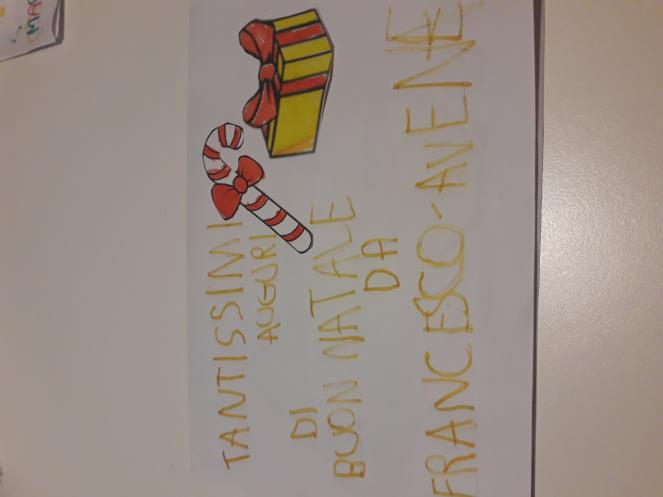 TANTISSIMI
AUGURI
DI
BUON NATALE
DA
FRANCESCO-AVENE